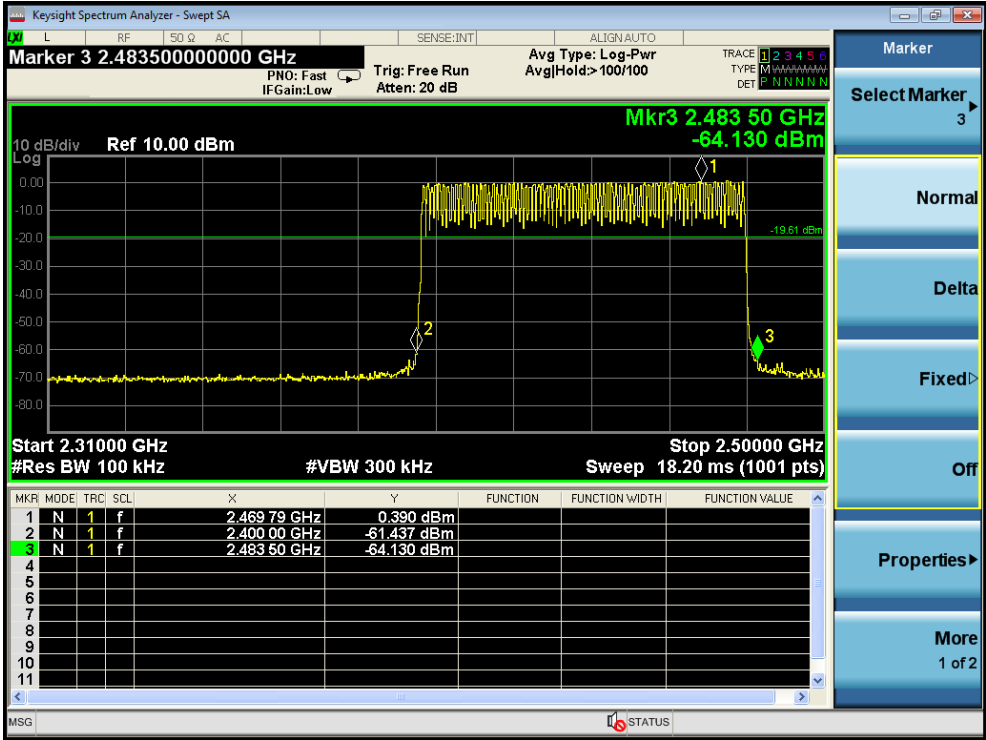 Keysight Spectrum Analyzer - Swept SA
LXI L RF 50 Ω AC SENSE:INT ALIGN AUTO
Marker 3 2.483500000000 GHz
PNO: Fast
IFGain:Low
Trig: Free Run
Atten: 20 dB
Avg Type: Log-Pwr
Avg|Hold:> 100/100
TRACE 1 2 3 4 5 6
TYPE M WWWWW
DET P N N N N N
Mkr3 2.483 50 GHz
-64.130 dBm
10 dB/div Ref 10.00 dBm
Log
0.00
-10.0
-20.0
-30.0
-40.0
-50.0
-60.0
-70.0
-80.0
1
2
3
-19.61 dBm
Start 2.31000 GHz Stop 2.50000 GHz
#Res BW 100 kHz #VBW 300 kHz Sweep 18.20 ms (1001 pts)
MKR MODE TRC SCL X Y FUNCTION FUNCTION WIDTH FUNCTION VALUE
1 N 1 f 2.469 79 GHz 0.390 dBm
2 N 1 f 2.400 00 GHz -61.437 dBm
3 N 1 f 2.483 50 GHz -64.130 dBm
4
5
6
7
8
9
10
11
MSG STATUS
Marker
Select Marker
3
Normal
Delta
Fixed
Off
Properties
More
1 of 2